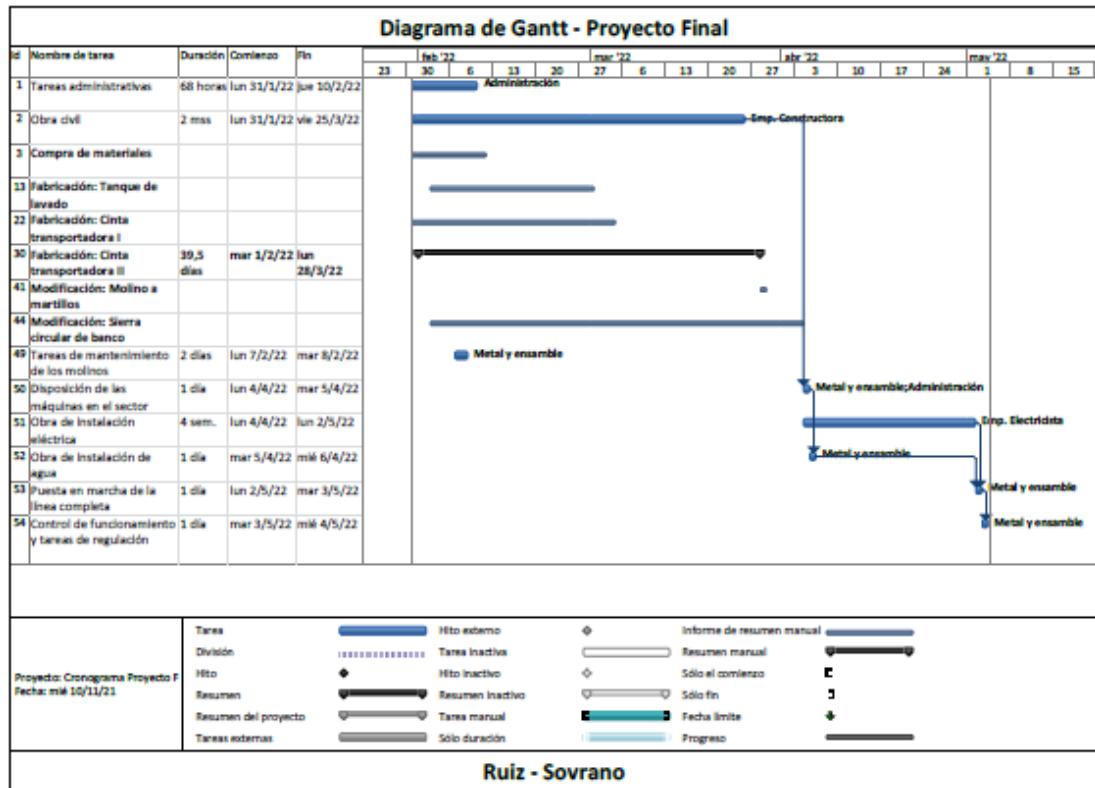 Diagrama de Gantt - Proyecto Final
Id Nombre de tarea Duración Comienzo Fin
feb '22 mar '22 abr '22 may '22
23 30 6 13 20 27 6 13 20 27 3 10 17 24 1 8 15
1 Tareas administrativas 68 horas lun 31/1/22 jue 10/2/22 Administración
2 Obra civil 2 mss lun 31/1/22 vie 25/3/22 Emp. Constructora
3 Compra de materiales
13 Fabricación: Tanque de
lavado
22 Fabricación: Cinta
transportadora I
30 Fabricación: Cinta 39,5 mar 1/2/22 lun
transportadora II días 28/3/22
41 Modificación: Molino a
martillos
44 Modificación: Sierra
circular de banco
49 Tareas de mantenimiento 2 días lun 7/2/22 mar 8/2/22 Metal y ensamble
de los molinos
50 Disposición de las 1 día lun 4/4/22 mar 5/4/22 Metal y ensamble;Administración
máquinas en el sector
51 Obra de Instalación 4 sem. lun 4/4/22 lun 2/5/22 Emp. Electricista
eléctrica
52 Obra de Instalación de 1 día mar 5/4/22 mié 6/4/22 Metal y ensamble
agua
53 Puesta en marcha de la 1 día lun 2/5/22 mar 3/5/22 Metal y ensamble
línea completa
54 Control de funcionamiento 1 día mar 3/5/22 mié 4/5/22 Metal y ensamble
y tareas de regulación
Proyecto: Cronograma Proyecto F
Fecha: mié 10/11/21
Tarea Hito externo Informe de resumen manual
División Tarea Inactiva Resumen manual
Hito Hito inactivo Sólo el comienzo
Resumen Resumen inactivo Sólo fin
Resumen del proyecto Tarea manual Fecha límite
Tareas externas Sólo duración Progreso
Ruiz - Sovrano